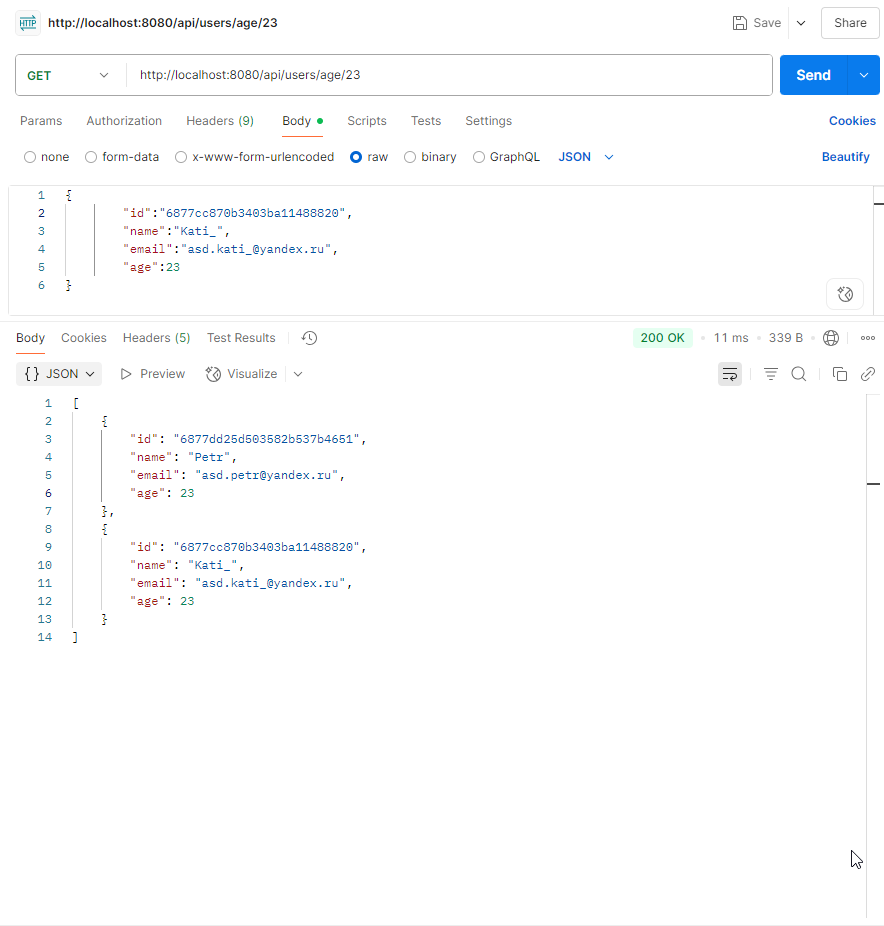 HTTP http://localhost:8080/api/users/age/23 Save Share
GET http://localhost:8080/api/users/age/23 Send
Params Authorization Headers (9) Body Scripts Tests Settings Cookies
none form-data x-www-form-urlencoded raw binary GraphQL JSON Beautify
1 {
2 "id":"6877cc870b3403ba11488820",
3 "name":"Kati_",
4 "email":"asd.kati_@yandex.ru",
5 "age":23
6 }
Body Cookies Headers (5) Test Results 200 OK 11 ms 339 B
{} JSON Preview Visualize
1 [
2 {
3 "id": "6877dd25d503582b537b4651",
4 "name": "Petr",
5 "email": "asd.petr@yandex.ru",
6 "age": 23
7 },
8 {
9 "id": "6877cc870b3403ba11488820",
10 "name": "Kati_",
11 "email": "asd.kati_@yandex.ru",
12 "age": 23
13 }
14 ]